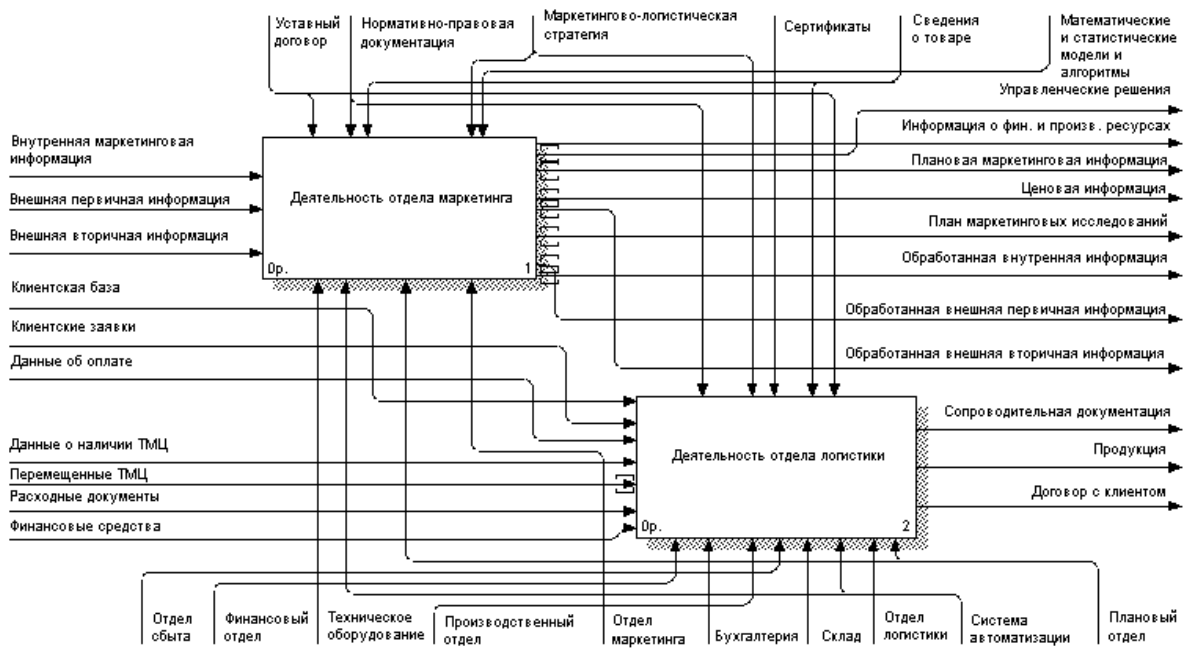 Уставный
договор
Нормативно-правовая
документация
Маркетингово-логистическая
стратегия
Сертификаты
Сведения
о товаре
Математические
и статистические
модели и
алгоритмы
Внутренняя маркетинговая
информация
Внешняя первичная информация
Внешняя вторичная информация
Деятельность отдела маркетинга
0р.
1
Управленческие решения
Информация о фин. и произв. ресурсах
Плановая маркетинговая информация
Ценовая информация
План маркетинговых исследований
Обработанная внутренняя информация
Обработанная внешняя первичная информация
Обработанная внешняя вторичная информация
Клиентская база
Клиентские заявки
Данные об оплате
Данные о наличии ТМЦ
Перемещенные ТМЦ
Расходные документы
Финансовые средства
Деятельность отдела логистики
0р.
2
Сопроводительная документация
Продукция
Договор с клиентом
Отдел
сбыта
Финансовый
отдел
Техническое
оборудование
Производственный
отдел
Отдел
маркетинга
Бухгалтерия
Склад
Отдел
логистики
Система
автоматизации
Плановый
отдел